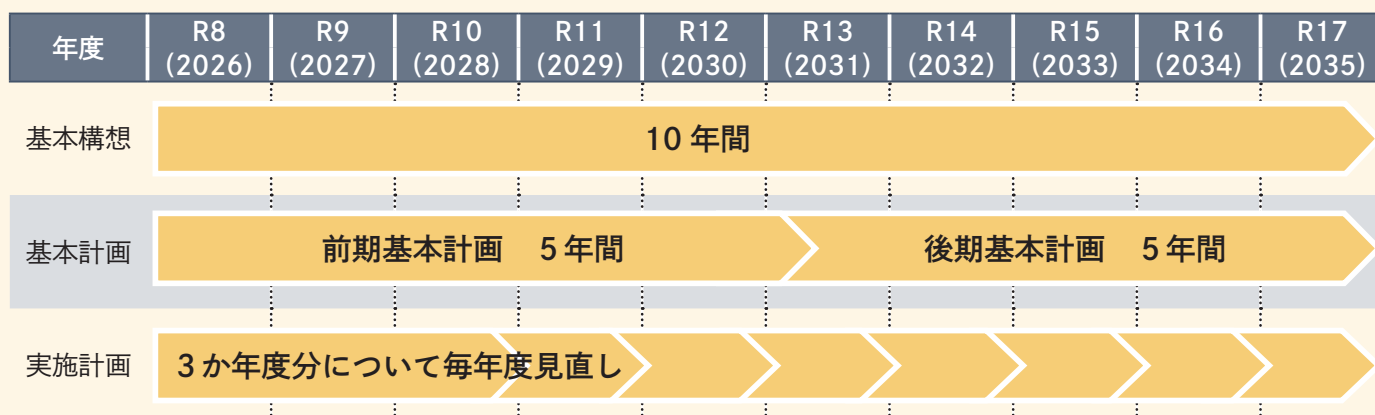 年度 R8 R9 R10 R11 R12 R13 R14 R15 R16 R17
(2026) (2027) (2028) (2029) (2030) (2031) (2032) (2033) (2034) (2035)
基本構想 10年間
基本計画 前期基本計画 5年間 後期基本計画 5年間
実施計画 3か年度分について毎年度見直し